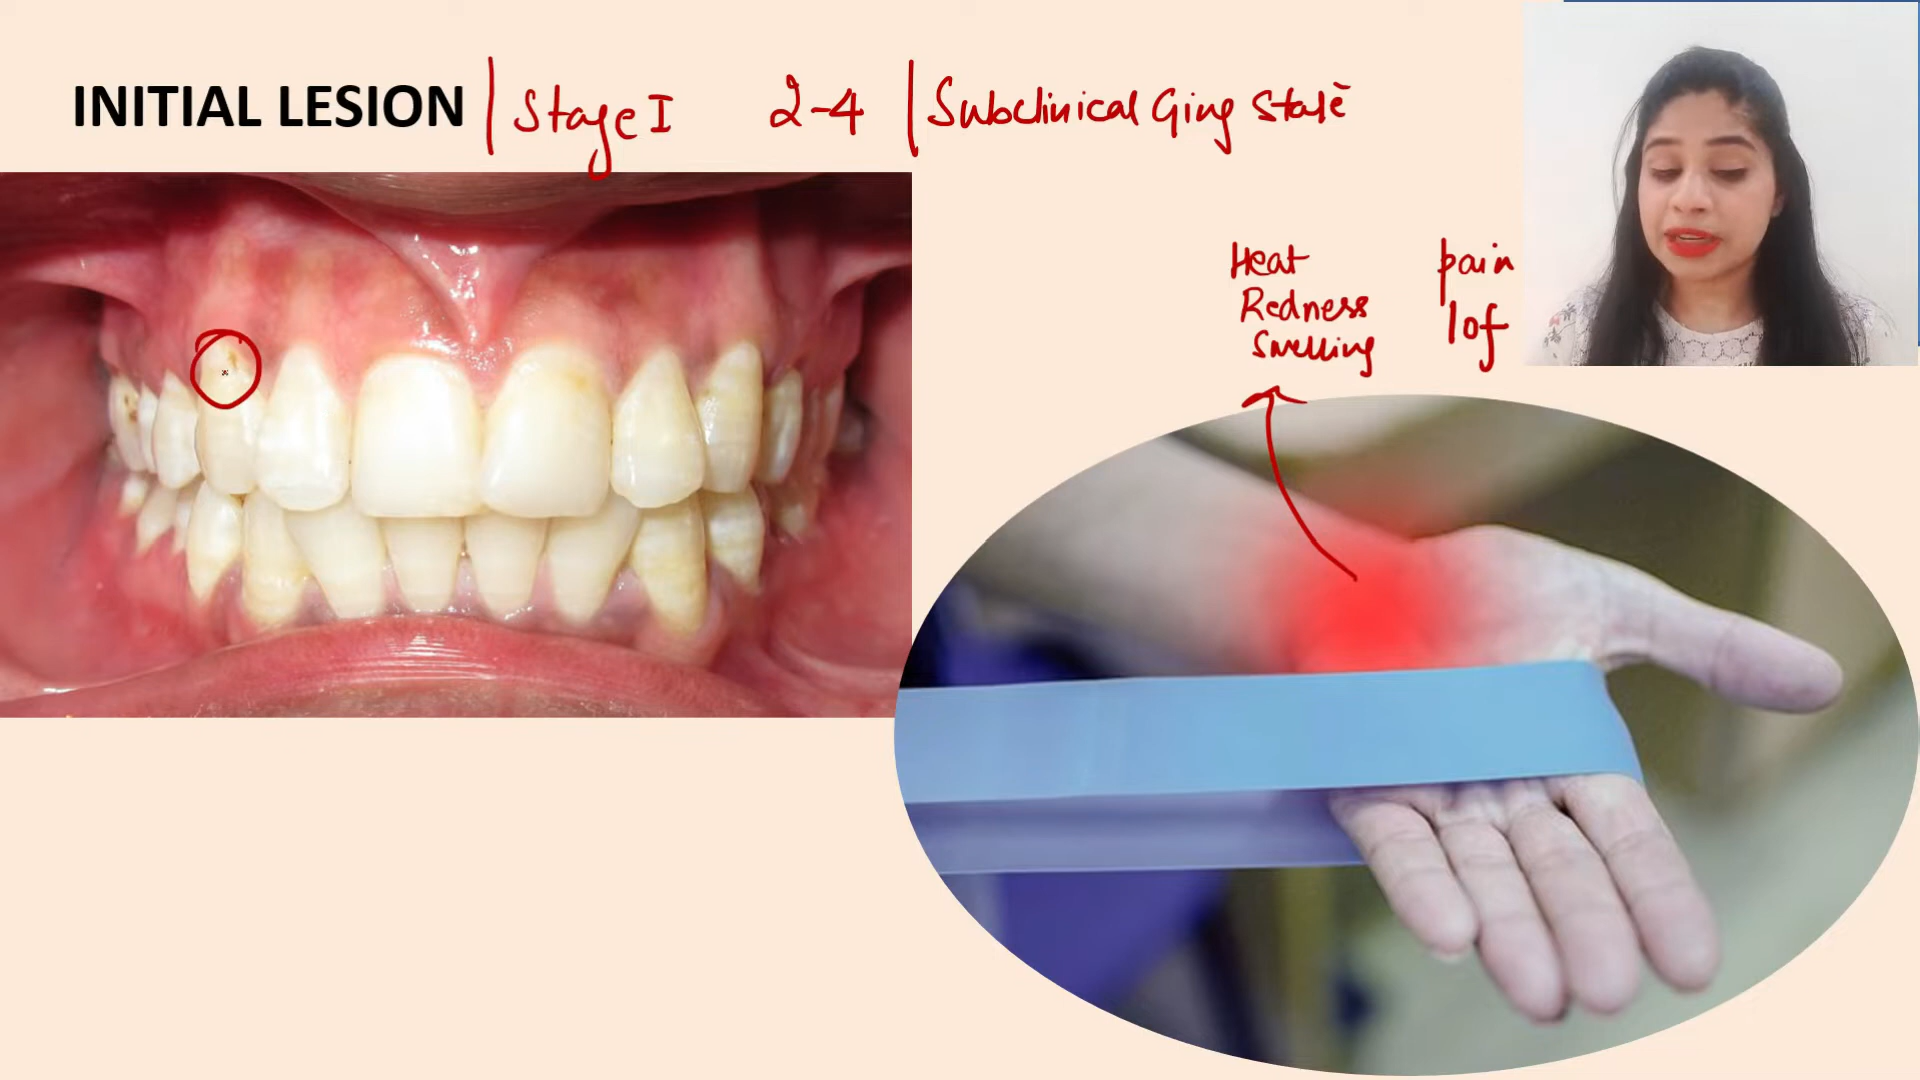 INITIAL LESION | Stage I 2-4 | Subclinical Ging State
Heat pain
Redness lof
Swelling